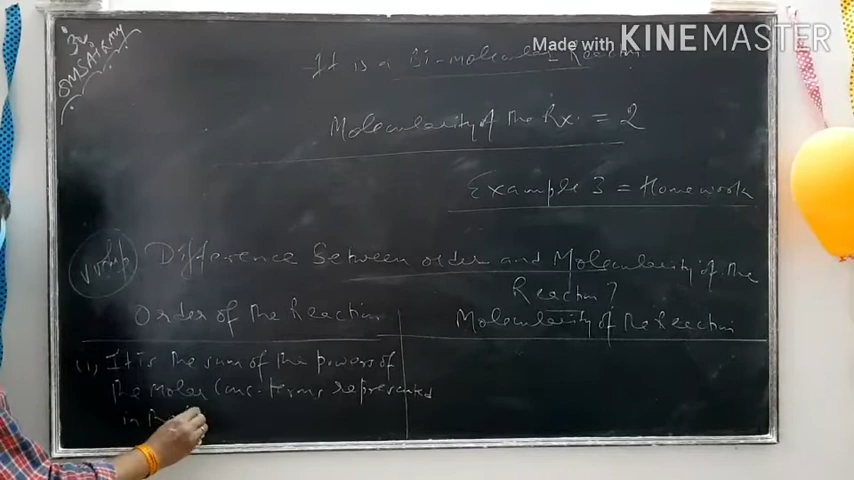 Made with KINEMASTER
It is a Bi-molecular Reaction
Molecularity of the Rx. = 2
Example 3 = Homework
Difference Between order and Molecularity of the
Reaction?
Order of the Reaction
Molecularity of the Reaction
(1) It is the sum of the powers of
the molar Conc. terms represented
in the